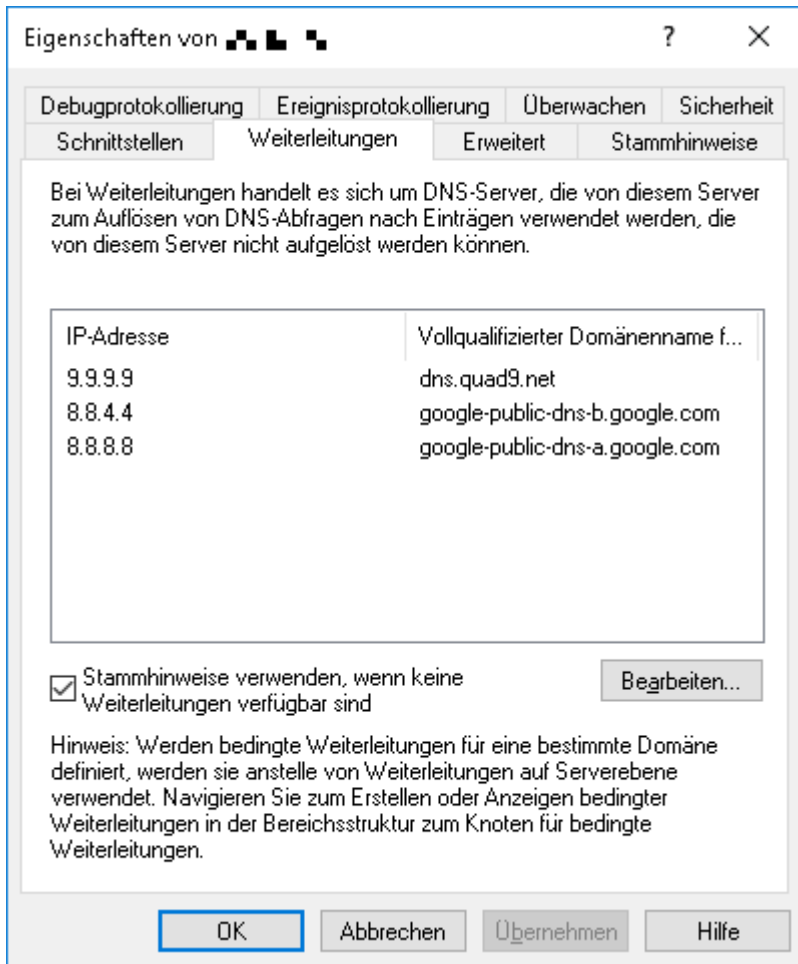 Eigenschaften von
?
Debugprotokollierung Ereignisprotokollierung Überwachen Sicherheit
Schnittstellen Weiterleitungen Erweitert Stammhinweise
Bei Weiterleitungen handelt es sich um DNS-Server, die von diesem Server
zum Auflösen von DNS-Abfragen nach Einträgen verwendet werden, die
von diesem Server nicht aufgelöst werden können.
IP-Adresse Vollqualifizierter Domänenname f...
9.9.9.9 dns.quad9.net
8.8.4.4 google-public-dns-b.google.com
8.8.8.8 google-public-dns-a.google.com
Stammhinweise verwenden, wenn keine
Weiterleitungen verfügbar sind
Bearbeiten...
Hinweis: Werden bedingte Weiterleitungen für eine bestimmte Domäne
definiert, werden sie anstelle von Weiterleitungen auf Serverebene
verwendet. Navigieren Sie zum Erstellen oder Anzeigen bedingter
Weiterleitungen in der Bereichsstruktur zum Knoten für bedingte
Weiterleitungen.
OK Abbrechen Übernehmen Hilfe